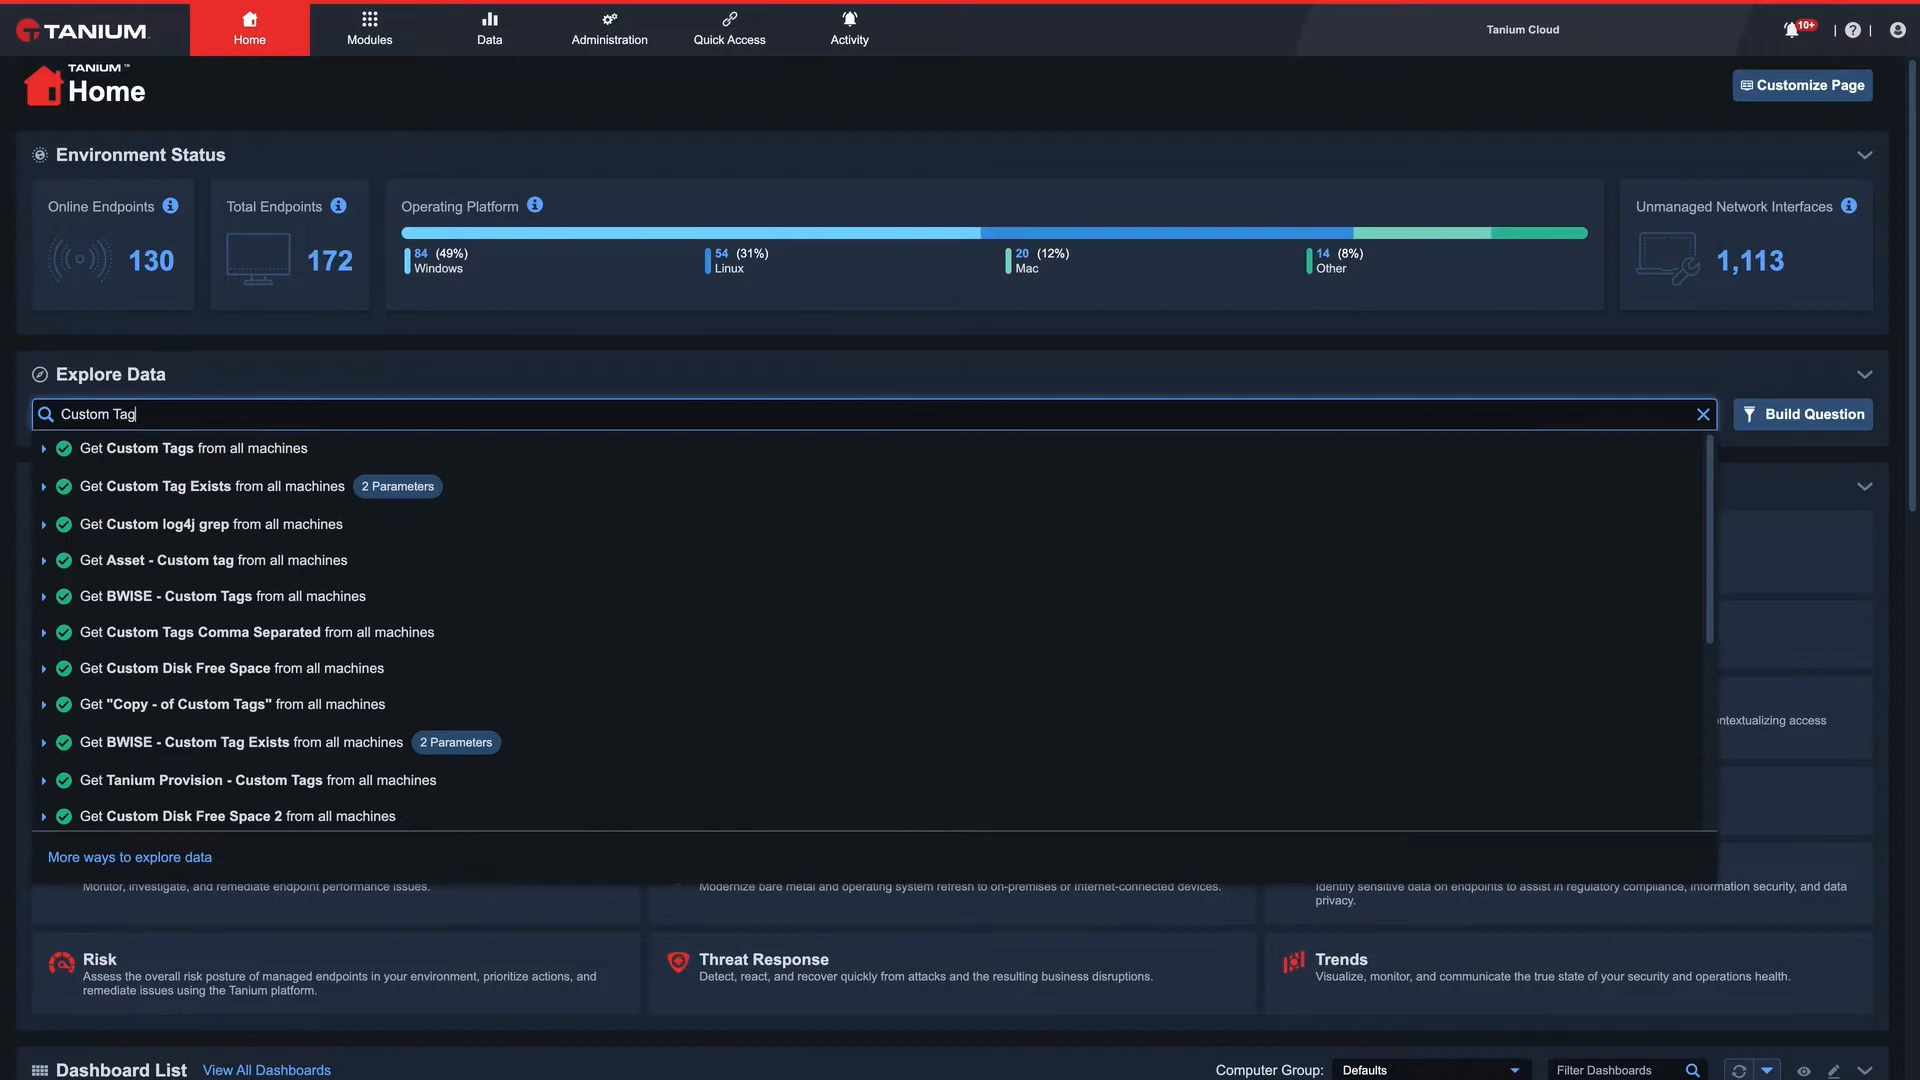 TANIUM
Home
Modules
Data
Administration
Quick Access
Activity
Tanium Cloud
10+
TANIUM™
Home
Customize Page
Environment Status
Online Endpoints
130
Total Endpoints
172
Operating Platform
84 (49%)
Windows
54 (31%)
Linux
20 (12%)
Mac
14 (8%)
Other
Unmanaged Network Interfaces
1,113
Explore Data
Custom Tag
Build Question
Get Custom Tags from all machines
Get Custom Tag Exists from all machines 2 Parameters
Get Custom log4j grep from all machines
Get Asset - Custom tag from all machines
Get BWISE - Custom Tags from all machines
Get Custom Tags Comma Separated from all machines
Get Custom Disk Free Space from all machines
Get "Copy - of Custom Tags" from all machines
ntextualizing access
Get BWISE - Custom Tag Exists from all machines 2 Parameters
Get Tanium Provision - Custom Tags from all machines
Get Custom Disk Free Space 2 from all machines
More ways to explore data
Monitor, investigate, and remediate endpoint performance issues.
Modernize bare metal and operating system refresh to on-premises or Internet-connected devices.
Identify sensitive data on endpoints to assist in regulatory compliance, information security, and data
privacy.
Risk
Assess the overall risk posture of managed endpoints in your environment, prioritize actions, and
remediate issues using the Tanium platform.
Threat Response
Detect, react, and recover quickly from attacks and the resulting business disruptions.
Trends
Visualize, monitor, and communicate the true state of your security and operations health.
Dashboard List
View All Dashboards
Computer Group:
Defaults
Filter Dashboards